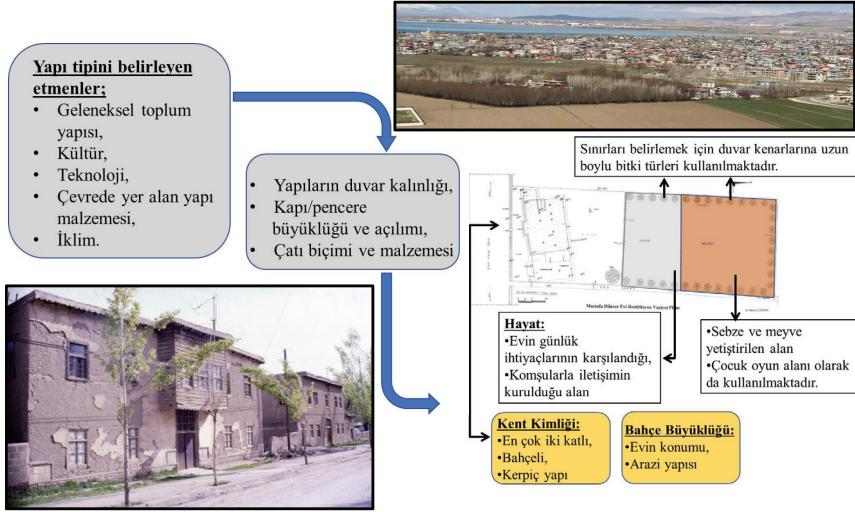 Yapı tipini belirleyen
etmenler;
• Geleneksel toplum
yapısı,
• Kültür,
• Teknoloji,
• Çevrede yer alan yapı
malzemesi,
• İklim.
• Yapıların duvar kalınlığı,
• Kapı/pencere
büyüklüğü ve açılımı,
• Çatı biçimi ve malzemesi
Sınırları belirlemek için duvar kenarlarına uzun
boylu bitki türleri kullanılmaktadır.
Mustafa Dilaver Evi Restitüsyon Vaziyet Planı
Hayat:
•Evin günlük
ihtiyaçlarının karşılandığı,
•Komşularla iletişimin
kurulduğu alan
•Sebze ve meyve
yetiştirilen alan
•Çocuk oyun alanı olarak
da kullanılmaktadır.
Kent Kimliği:
•En çok iki katlı,
•Bahçeli,
•Kerpiç yapı
Bahçe Büyüklüğü:
•Evin konumu,
•Arazi yapısı